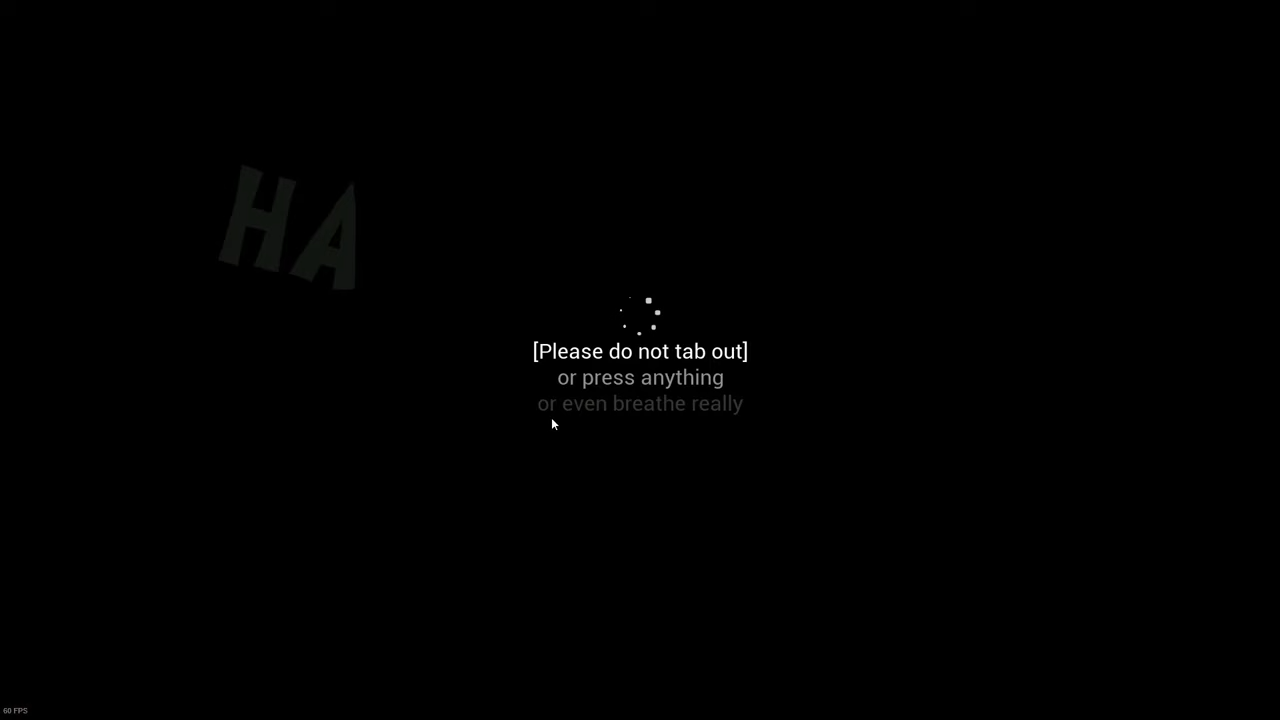 HA
[Please do not tab out]
or press anything
or even breathe really
60 FPS